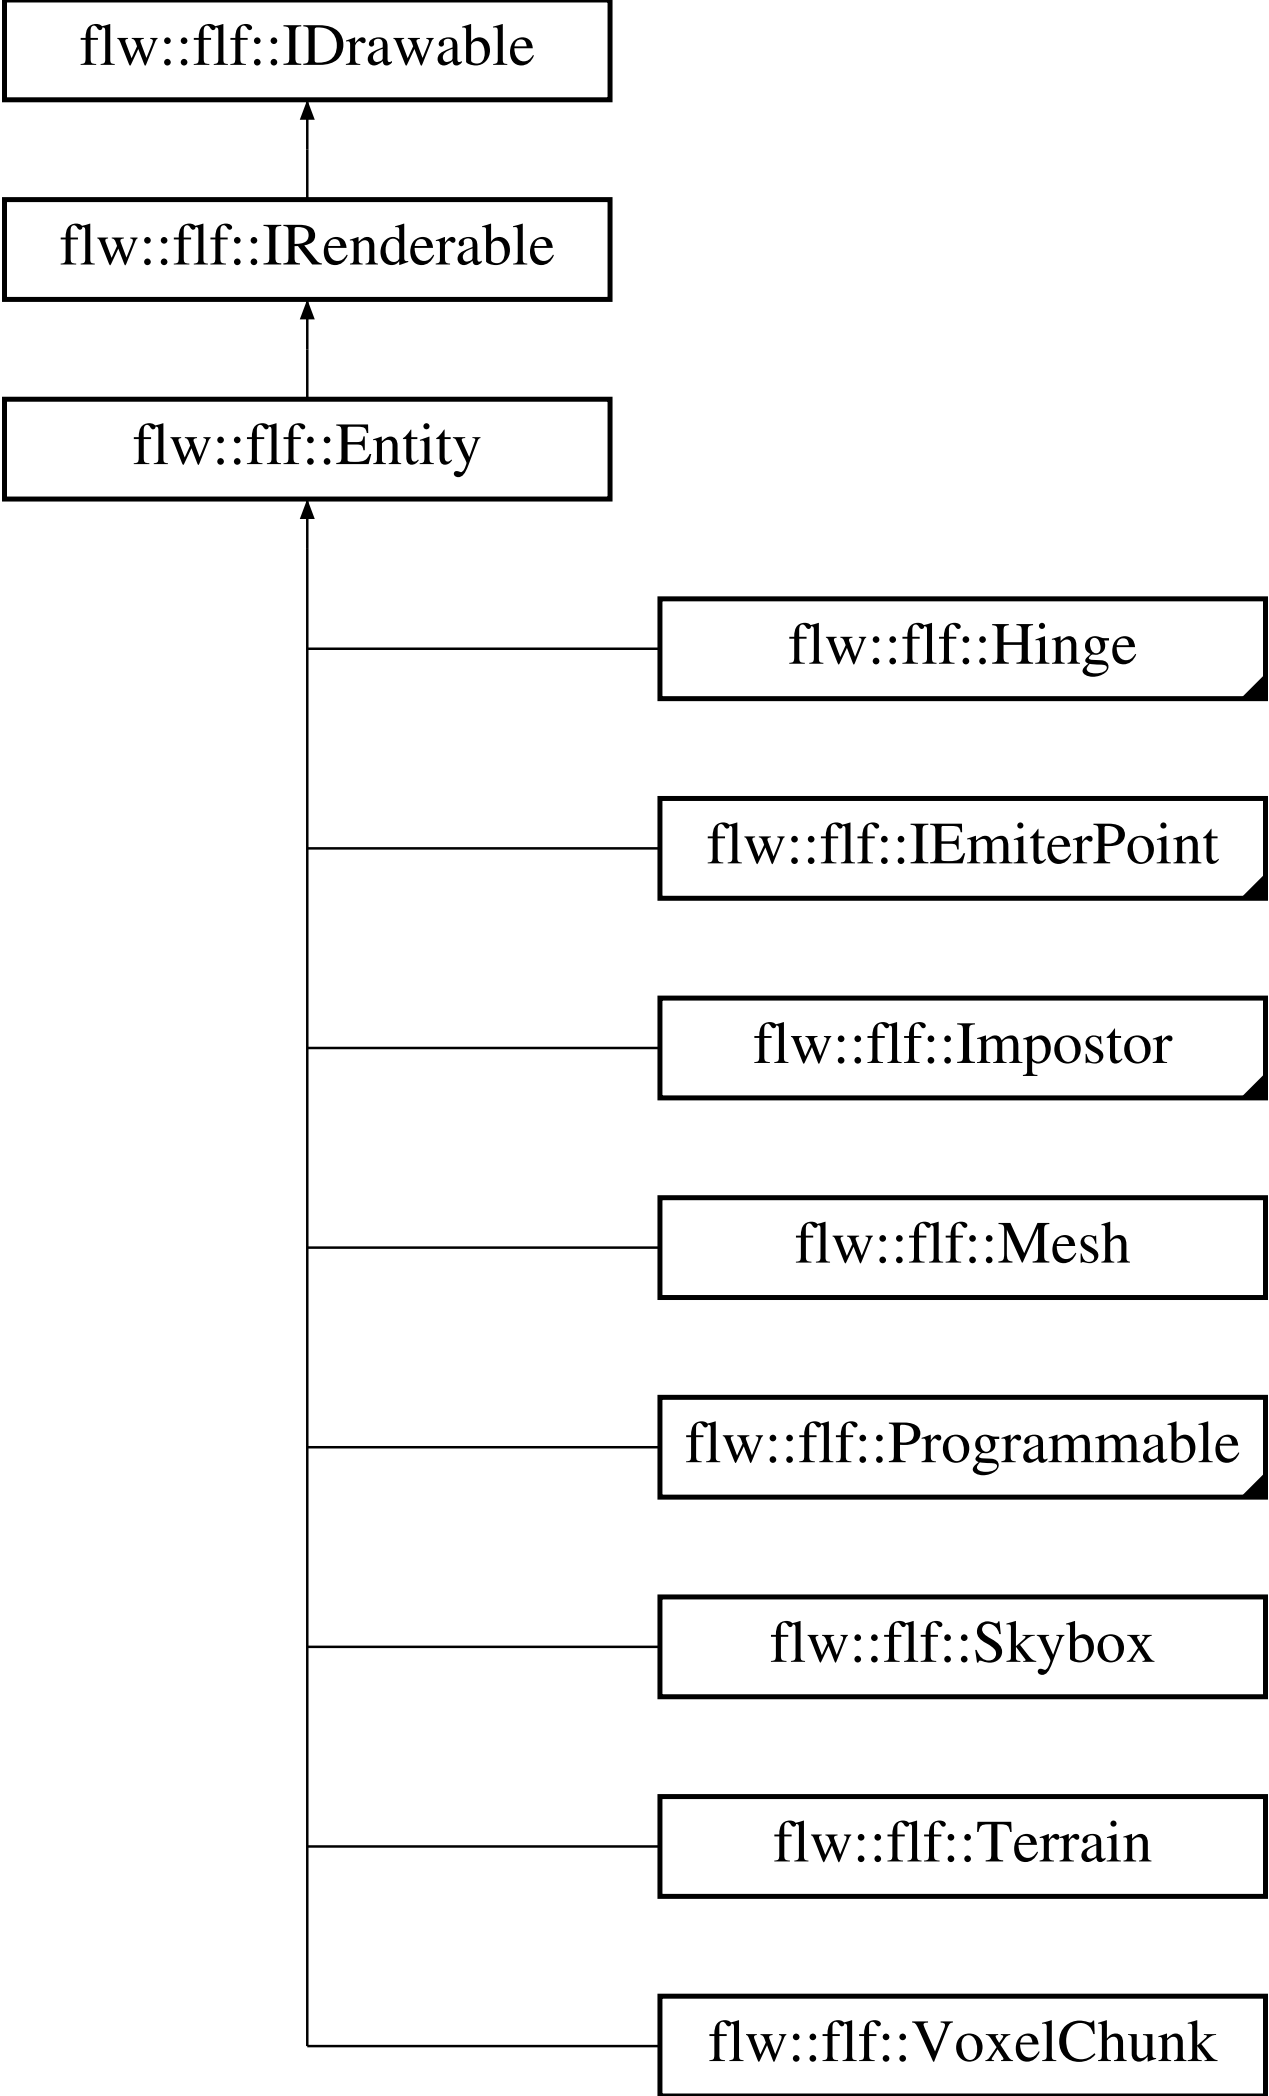 flw::flf::IDrawable
flw::flf::IRenderable
flw::flf::Entity
flw::flf::Hinge
flw::flf::IEmiterPoint
flw::flf::Impostor
flw::flf::Mesh
flw::flf::Programmable
flw::flf::Skybox
flw::flf::Terrain
flw::flf::VoxelChunk